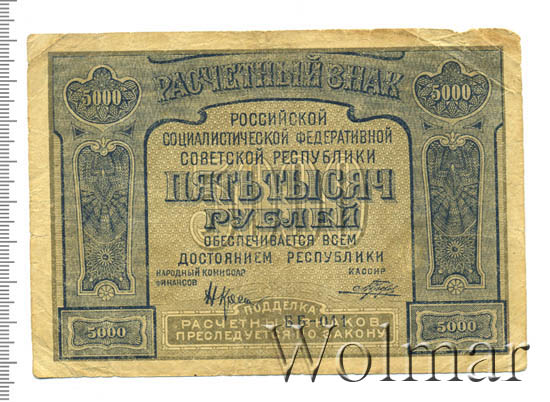 РАСЧЕТНЫЙ ЗНАК
5000 5000
РОССИЙСКОЙ
СОЦИАЛИСТИЧЕСКОЙ ФЕДЕРАТИВНОЙ
СОВЕТСКОЙ РЕСПУБЛИКИ
ПЯТЬ ТЫСЯЧ
РУБЛЕЙ
ОБЕСПЕЧИВАЕТСЯ ВСЕМ
ДОСТОЯНИЕМ РЕСПУБЛИКИ
НАРОДНЫЙ КОМИССАР
ФИНАНСОВ
КАССИР
ПОДДЕЛКА
РАСЧЕТНЫХ ЗНАКОВ
ПРЕСЛЕДУЕТСЯ ПО ЗАКОНУ
5000 5000
Wolmar